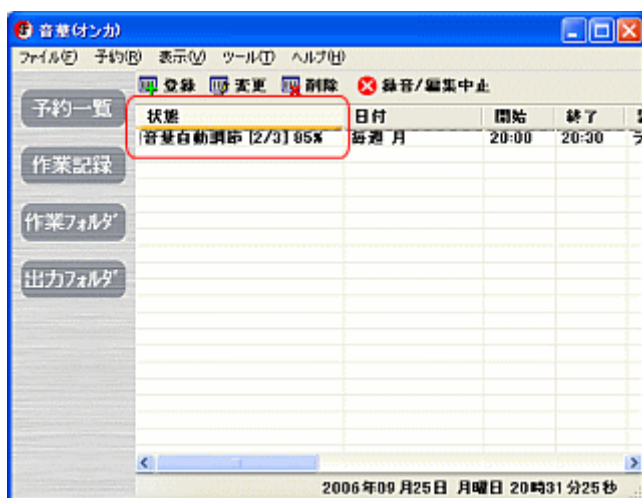 音華(オンカ)
ファイル(F) 予約(R) 表示(V) ツール(T) ヘルプ(H)
登録 変更 削除 録音/編集中止
予約一覧
状態 日付 開始 終了
音量自動調節 [2/3] 85% 毎週 月 20:00 20:30 ラ
作業記録
作業フォルダ
出力フォルダ
2006年09月25日 月曜日 20時31分25秒